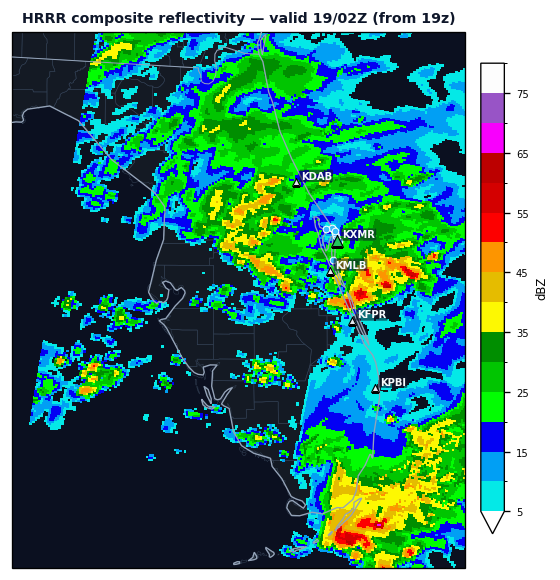 HRRR composite reflectivity — valid 19/02Z (from 19z)
KDAB
KXMR
KMLB
KFPR
KPBI
75
65
55
45
35
25
15
5
dBZ